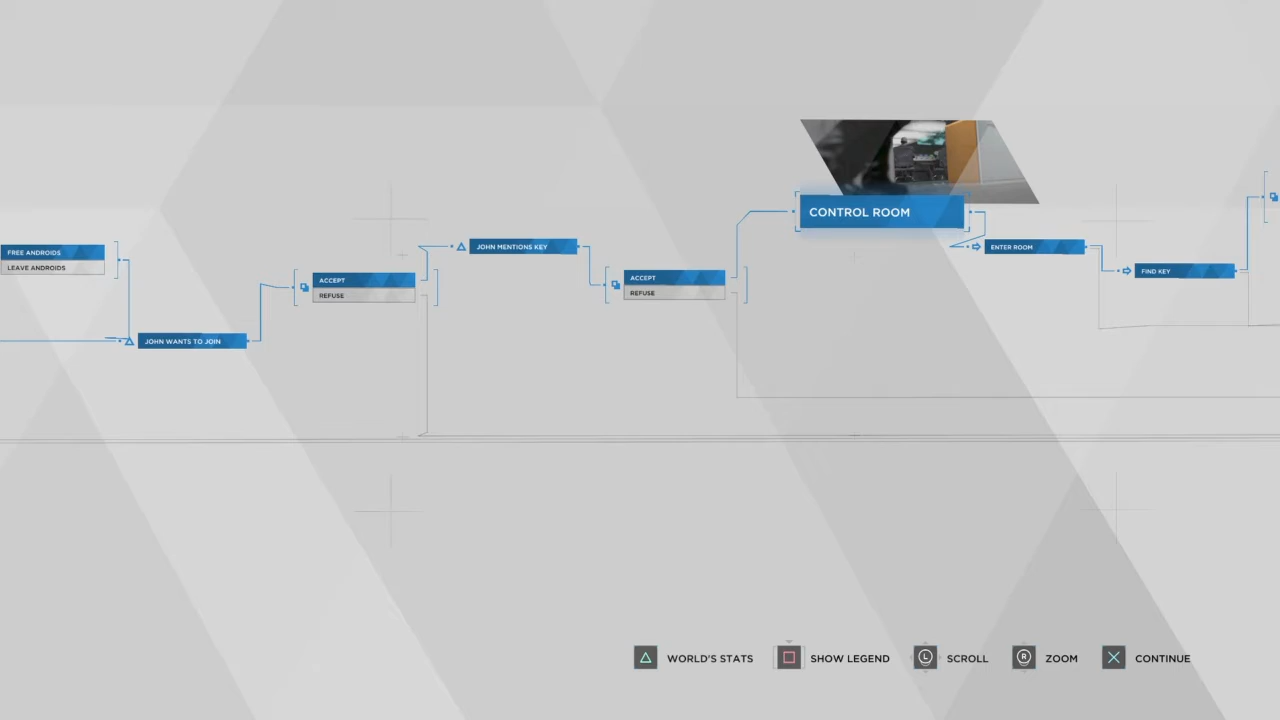 FREE ANDROIDS
LEAVE ANDROIDS
JOHN WANTS TO JOIN
ACCEPT
REFUSE
JOHN MENTIONS KEY
ACCEPT
REFUSE
CONTROL ROOM
ENTER ROOM
FIND KEY
WORLD'S STATS
SHOW LEGEND
L
SCROLL
R
ZOOM
CONTINUE